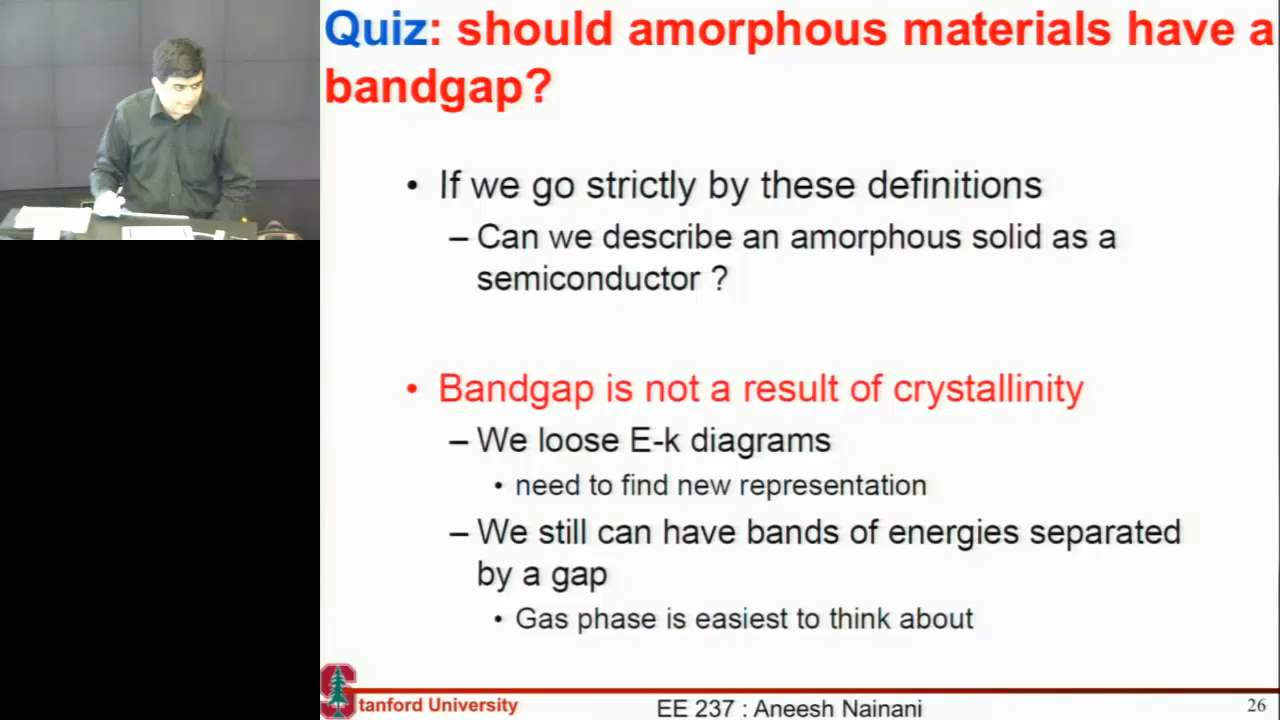 Quiz: should amorphous materials have a
bandgap?
• If we go strictly by these definitions
– Can we describe an amorphous solid as a
semiconductor ?
• Bandgap is not a result of crystallinity
– We loose E-k diagrams
• need to find new representation
– We still can have bands of energies separated
by a gap
• Gas phase is easiest to think about
Stanford University
EE 237 : Aneesh Nainani
26